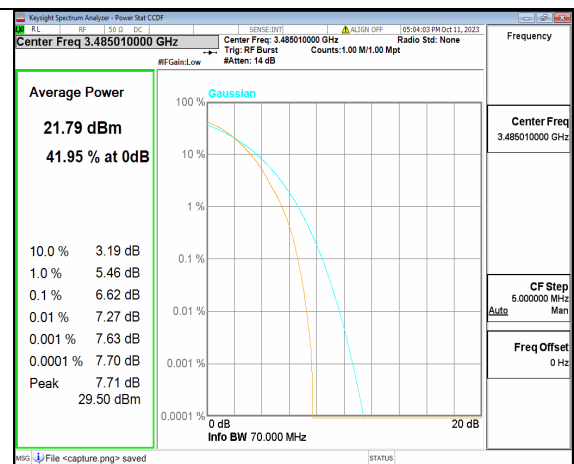 Keysight Spectrum Analyzer - Power Stat CCDF
RL RF 50 Ω DC SENSE:INT ALIGN OFF 05:04:03 PM Oct 11, 2023
Center Freq 3.485010000 GHz
Center Freq: 3.485010000 GHz Radio Std: None
Trig: RF Burst Counts:1.00 M/1.00 Mpt
#IFGain:Low #Atten: 14 dB
Frequency
Average Power
21.79 dBm
41.95 % at 0dB
10.0 % 3.19 dB
1.0 % 5.46 dB
0.1 % 6.62 dB
0.01 % 7.27 dB
0.001 % 7.63 dB
0.0001 % 7.70 dB
Peak 7.71 dB
29.50 dBm
Gaussian
100 %
10 %
1 %
0.1 %
0.01 %
0.001 %
0.0001 %
0 dB 20 dB
Info BW 70.000 MHz
Center Freq
3.485010000 GHz
CF Step
5.000000 MHz
Auto Man
Freq Offset
0 Hz
MSG File <capture.png> saved STATUS